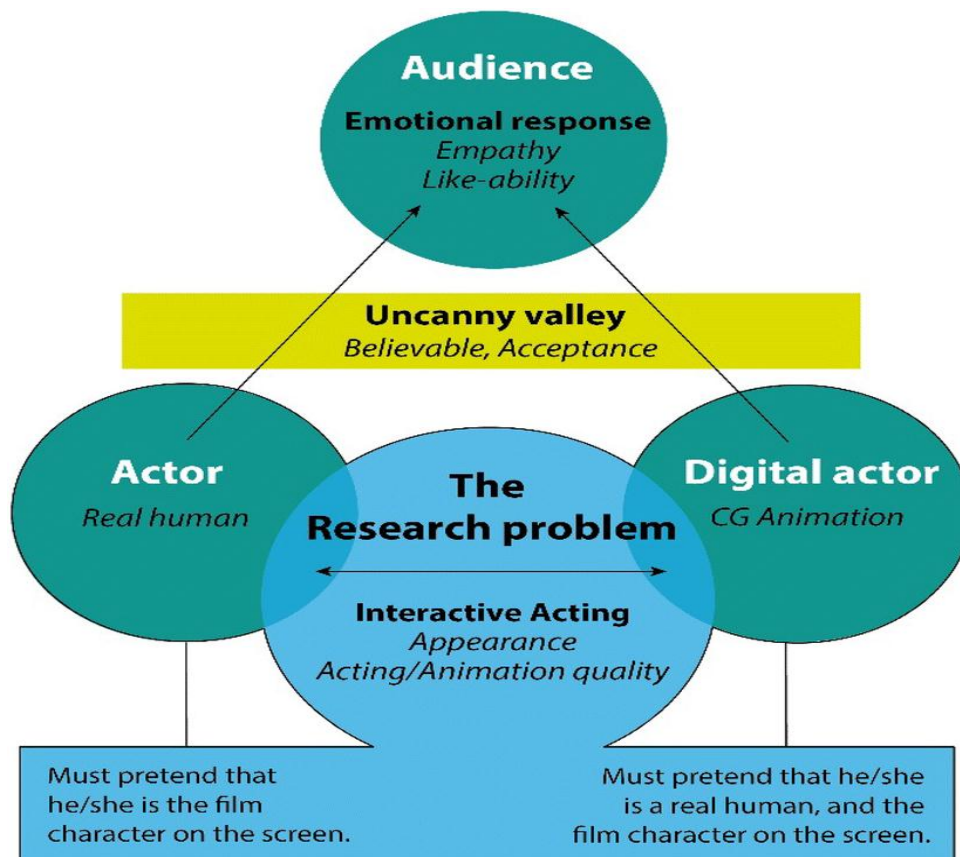 Audience
Emotional response
Empathy
Like-ability
Uncanny valley
Believable, Acceptance
Actor
Real human
The
Research problem
Interactive Acting
Appearance
Acting/Animation quality
Digital actor
CG Animation
Must pretend that
he/she is the film
character on the screen.
Must pretend that he/she
is a real human, and the
film character on the screen.